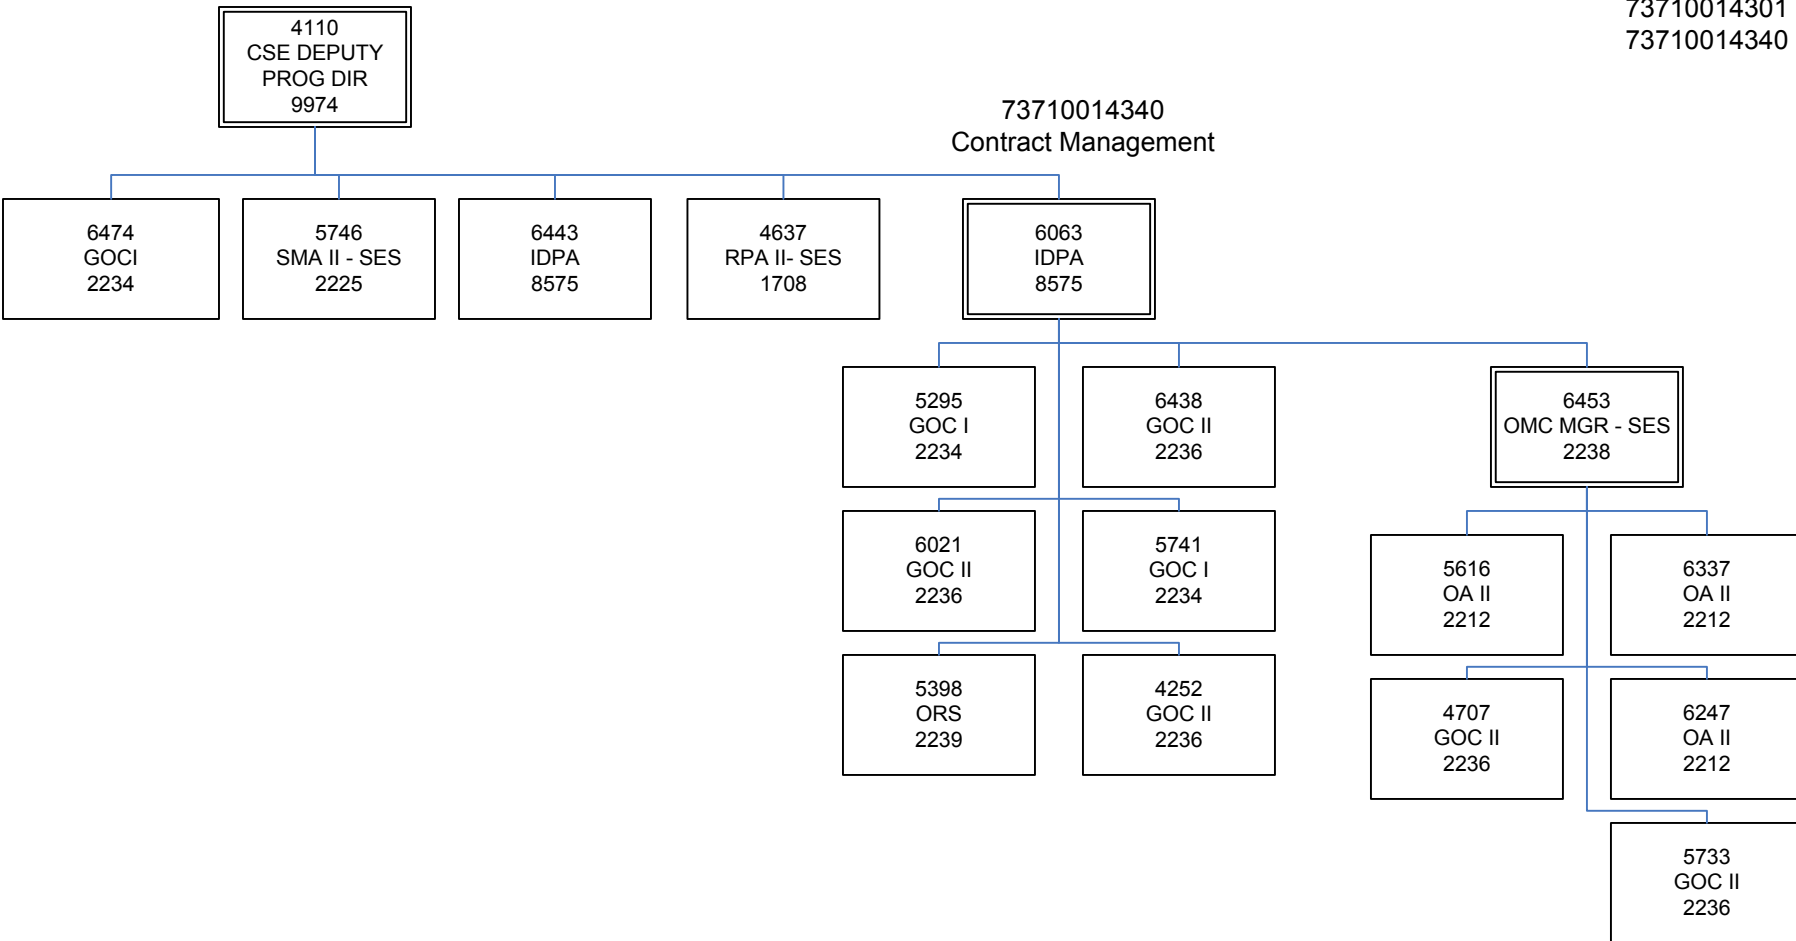 73710014301
73710014340
4110
CSE DEPUTY
PROG DIR
9974
73710014340
Contract Management
6474
GOCI
2234
5746
SMA II - SES
2225
6443
IDPA
8575
4637
RPA II- SES
1708
6063
IDPA
8575
5295
GOC I
2234
6438
GOC II
2236
6453
OMC MGR - SES
2238
6021
GOC II
2236
5741
GOC I
2234
5616
OA II
2212
6337
OA II
2212
5398
ORS
2239
4252
GOC II
2236
4707
GOC II
2236
6247
OA II
2212
5733
GOC II
2236